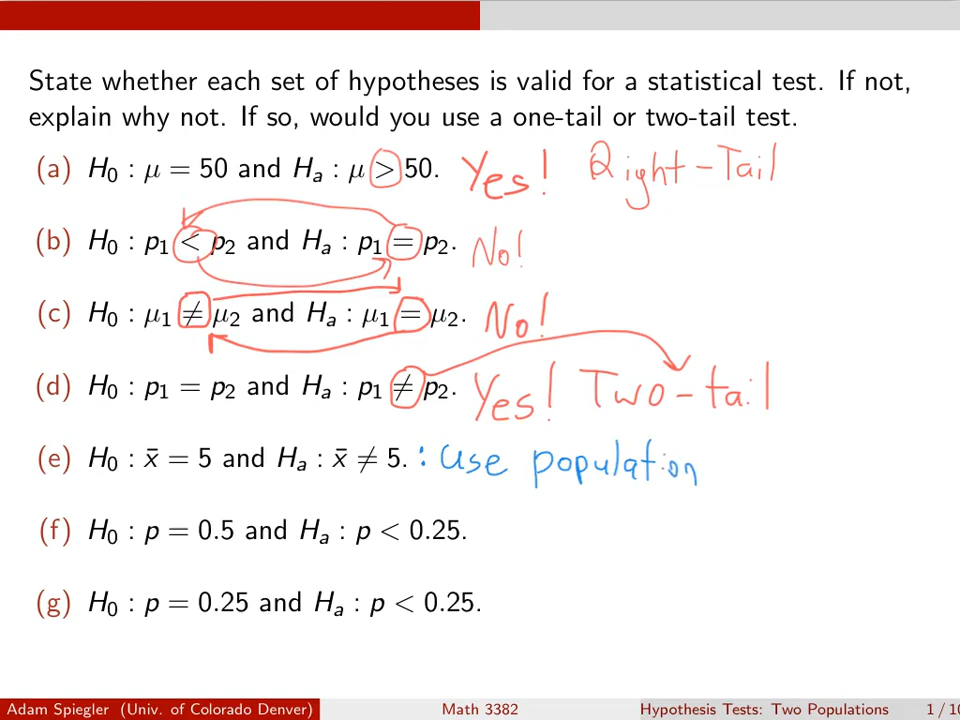 State whether each set of hypotheses is valid for a statistical test. If not,
explain why not. If so, would you use a one-tail or two-tail test.
(a) H₀ : μ = 50 and Hₐ : μ > 50. Yes! Right-Tail
(b) H₀ : p₁ < p₂ and Hₐ : p₁ = p₂. No!
(c) H₀ : μ₁ ≠ μ₂ and Hₐ : μ₁ = μ₂. No!
(d) H₀ : p₁ = p₂ and Hₐ : p₁ ≠ p₂. Yes! Two-tail
(e) H₀ : x̄ = 5 and Hₐ : x̄ ≠ 5. : Use population
(f) H₀ : p = 0.5 and Hₐ : p < 0.25.
(g) H₀ : p = 0.25 and Hₐ : p < 0.25.
Adam Spiegler (Univ. of Colorado Denver) Math 3382 Hypothesis Tests: Two Populations 1 / 10